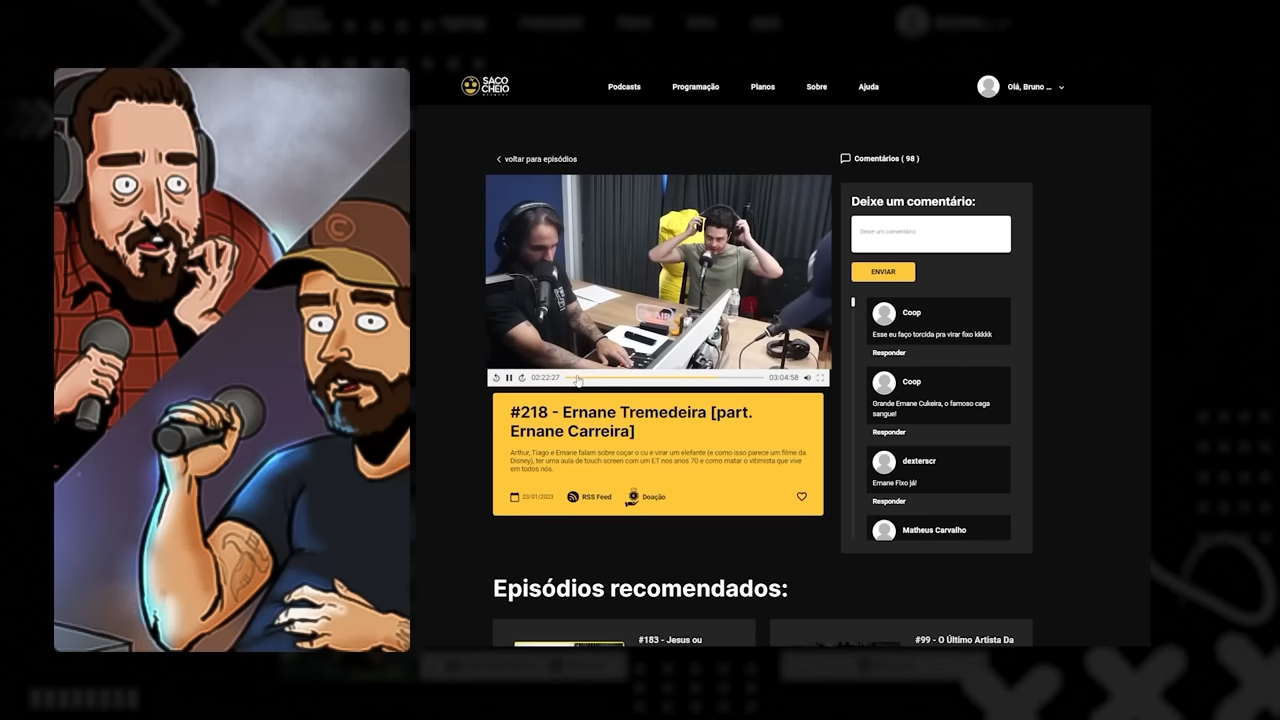 SACO
CHEIO
Podcasts
Programação
Planos
Sobre
Ajuda
Olá, Bruno ...
voltar para episódios
Comentários ( 98 )
ON AIR
02:22:27
03:04:58
#218 - Ernane Tremedeira [part.
Ernane Carreira]
Arthur, Tiago e Ernane falam sobre coçar o cu e virar um elefante (e como isso parece um filme da
Disney), ter uma aula de touch screen com um ET nos anos 70 e como matar o vitimista que vive
em todos nós.
23/01/2023
RSS Feed
Doação
Deixe um comentário:
Deixe um comentário
ENVIAR
Coop
Esse eu faço torcida pra virar fixo kkkkk
Responder
Coop
Grande Ernane Cukeira, o famoso caga
sangue!
Responder
dexterscr
Ernane Fixo já!
Responder
Matheus Carvalho
Episódios recomendados:
#183 - Jesus ou
#99 - O Último Artista Da